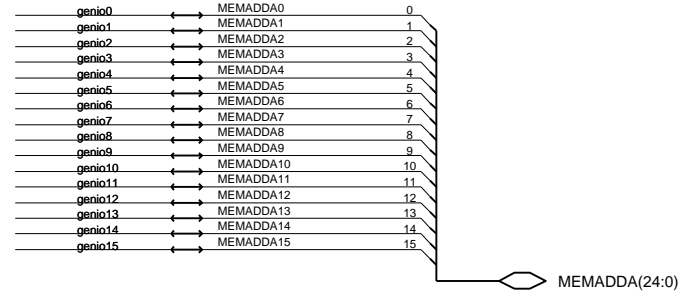 genio0 MEMADDA0 0
genio1 MEMADDA1 1
genio2 MEMADDA2 2
genio3 MEMADDA3 3
genio4 MEMADDA4 4
genio5 MEMADDA5 5
genio6 MEMADDA6 6
genio7 MEMADDA7 7
genio8 MEMADDA8 8
genio9 MEMADDA9 9
genio10 MEMADDA10 10
genio11 MEMADDA11 11
genio12 MEMADDA12 12
genio13 MEMADDA13 13
genio14 MEMADDA14 14
genio15 MEMADDA15 15
MEMADDA(24:0)